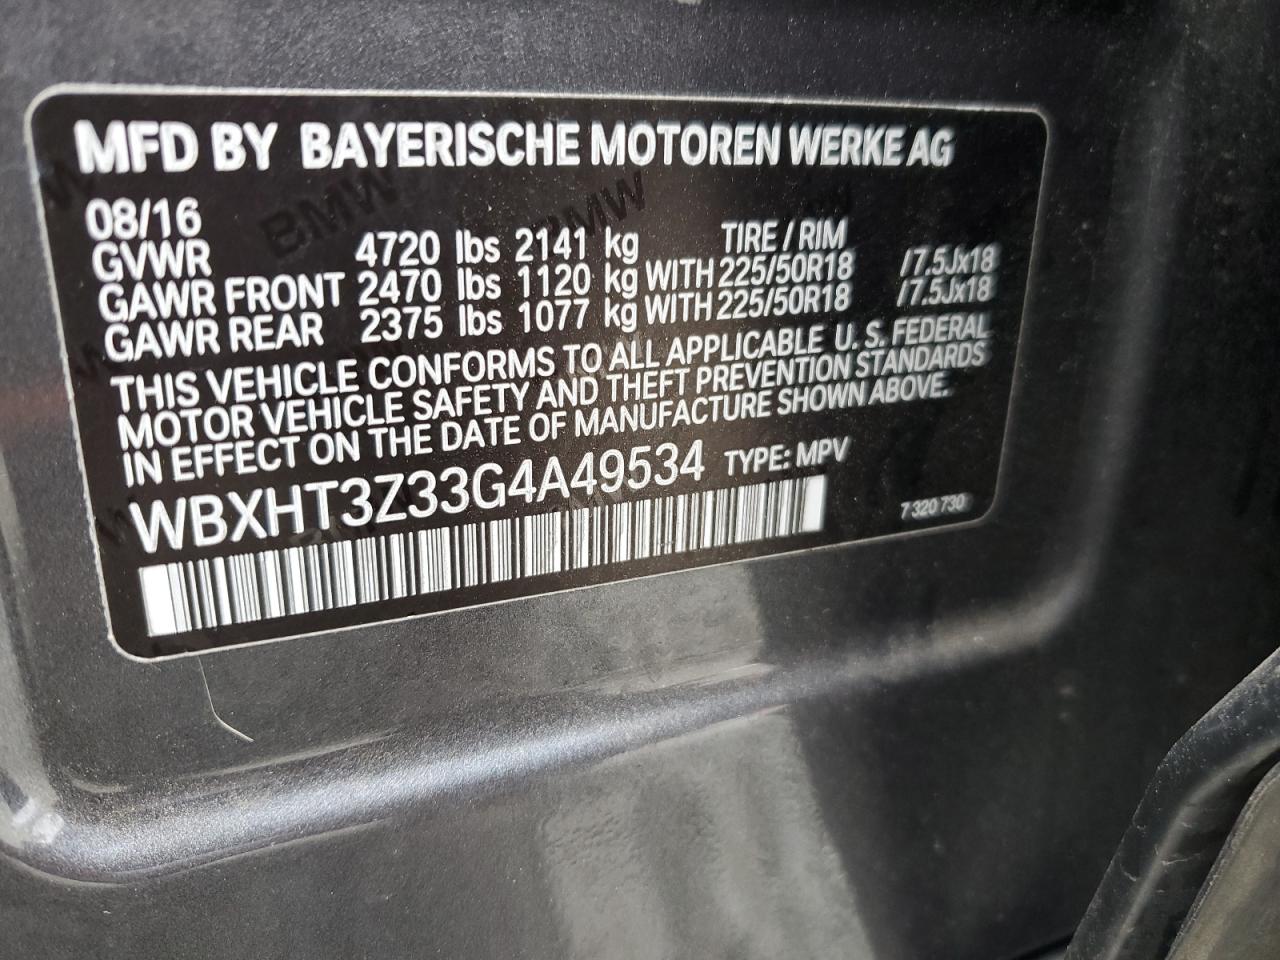 MFD BY BAYERISCHE MOTOREN WERKE AG
08/16
GVWR 4720 lbs 2141 kg TIRE / RIM
GAWR FRONT 2470 lbs 1120 kg WITH 225/50R18 /7.5Jx18
GAWR REAR 2375 lbs 1077 kg WITH 225/50R18 /7.5Jx18
THIS VEHICLE CONFORMS TO ALL APPLICABLE U.S. FEDERAL
MOTOR VEHICLE SAFETY AND THEFT PREVENTION STANDARDS
IN EFFECT ON THE DATE OF MANUFACTURE SHOWN ABOVE.
WBXHT3Z33G4A49534 TYPE: MPV
7 320 730
BMW BMW